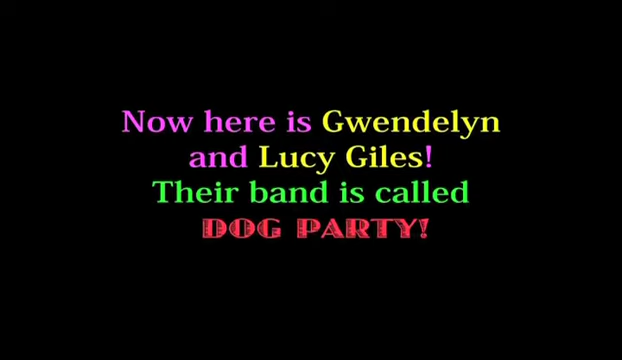 Now here is Gwendelyn
and Lucy Giles!
Their band is called
DOG PARTY!